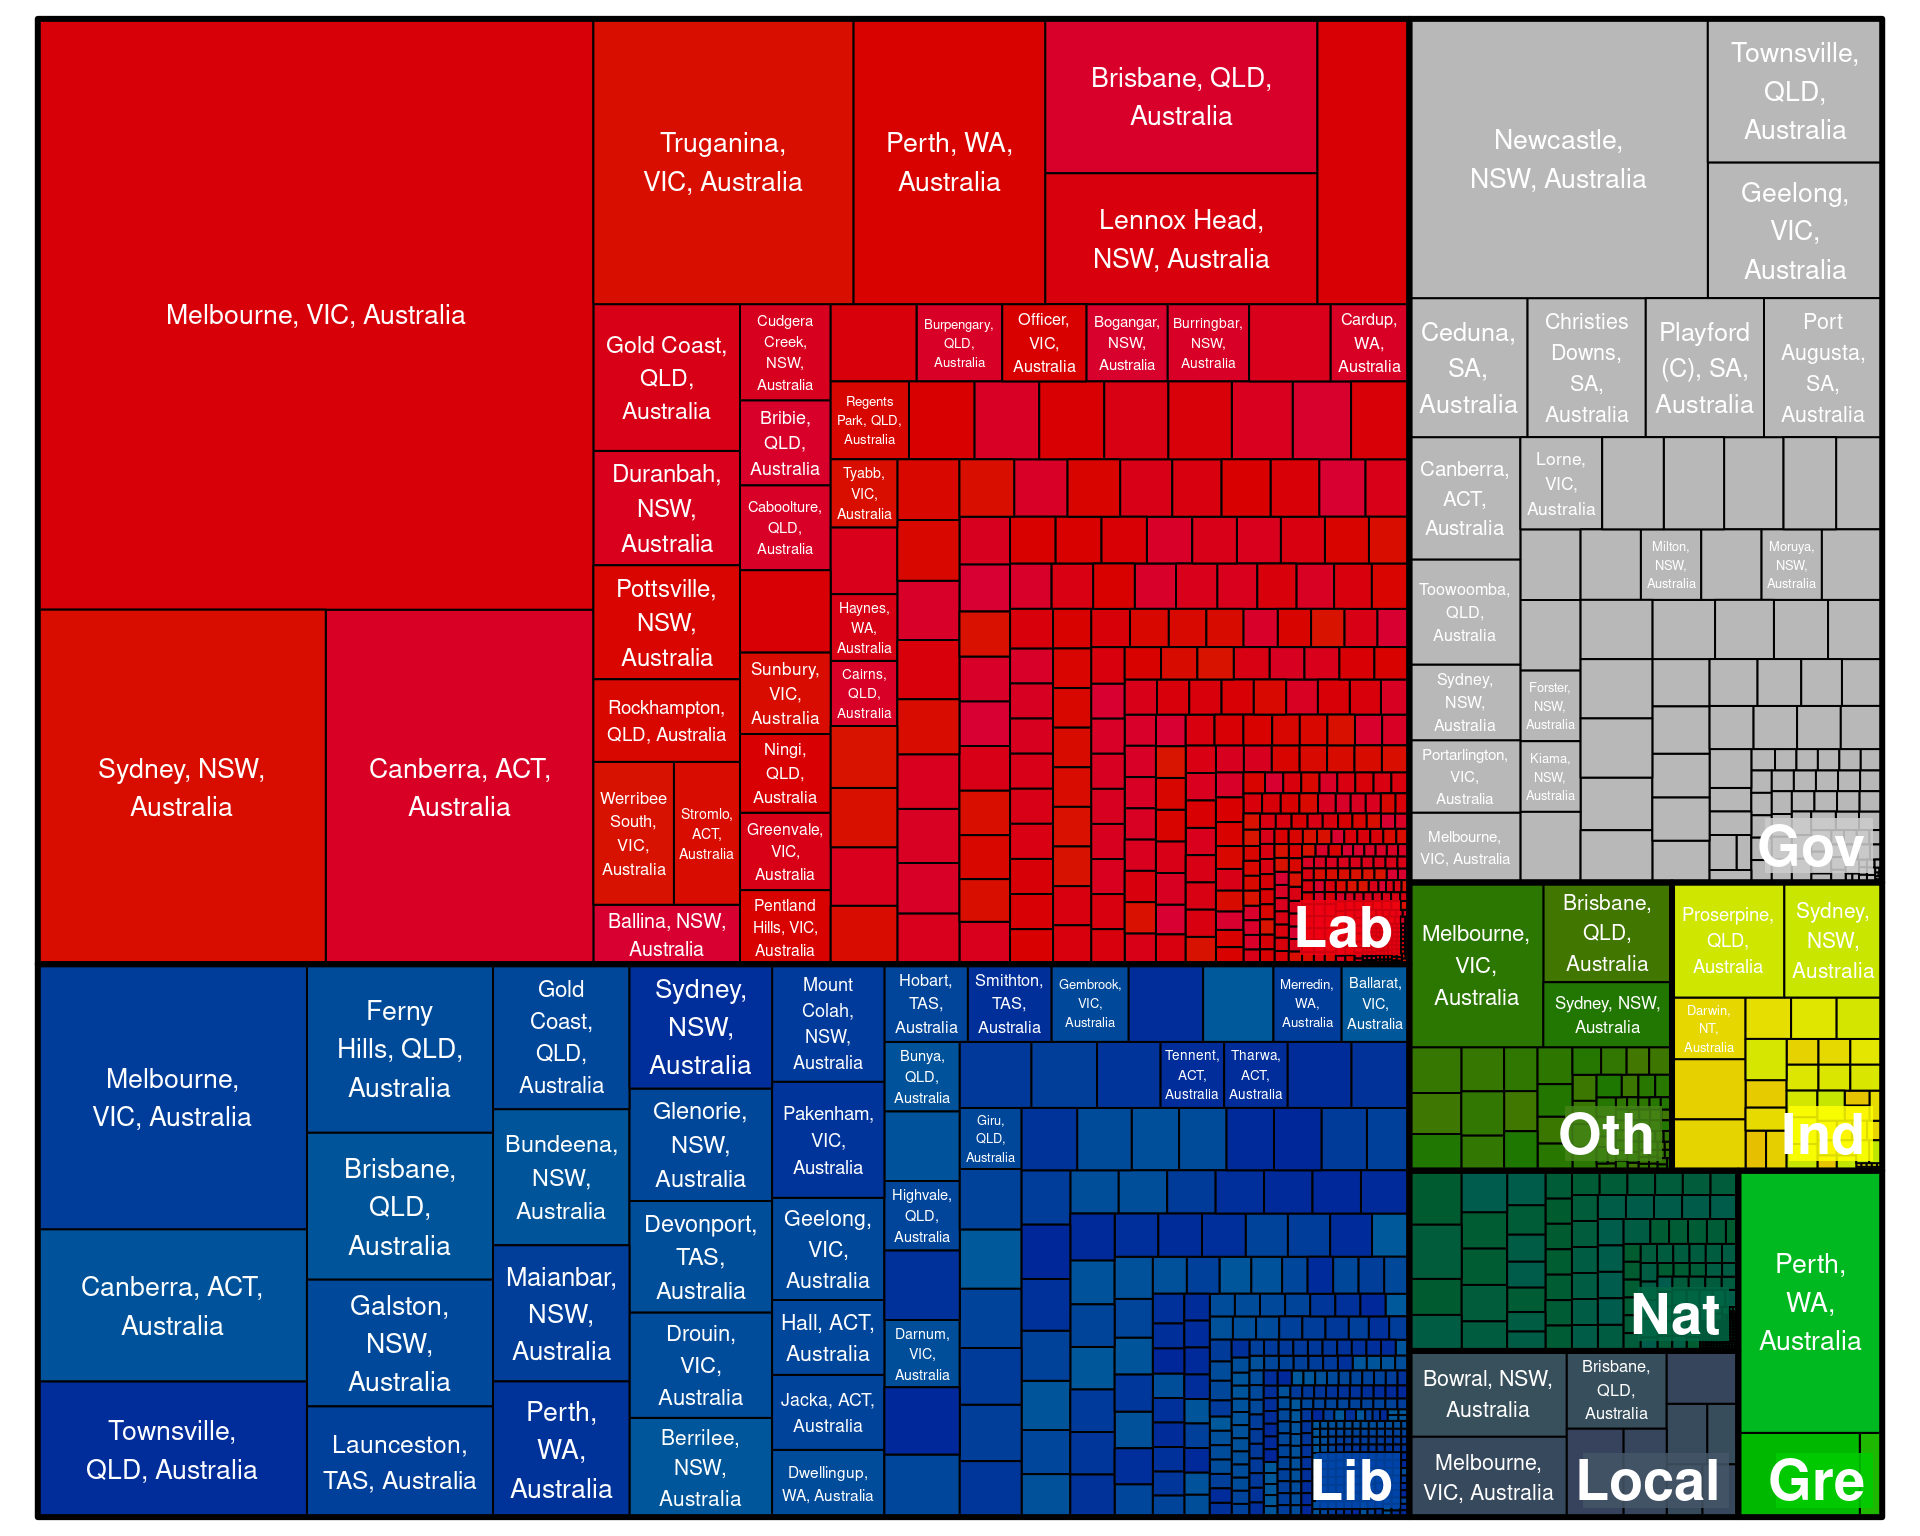 Melbourne, VIC, Australia
Sydney, NSW,
Australia
Canberra, ACT,
Australia
Truganina,
VIC, Australia
Perth, WA,
Australia
Brisbane, QLD,
Australia
Lennox Head,
NSW, Australia
Gold Coast,
QLD,
Australia
Duranbah,
NSW,
Australia
Pottsville,
NSW,
Australia
Rockhampton,
QLD, Australia
Werribee
South,
VIC,
Australia
Stromlo,
ACT,
Australia
Ballina, NSW,
Australia
Cudgera
Creek,
NSW,
Australia
Bribie,
QLD,
Australia
Caboolture,
QLD,
Australia
Sunbury,
VIC,
Australia
Ningi,
QLD,
Australia
Greenvale,
VIC,
Australia
Pentland
Hills, VIC,
Australia
Burpengary,
QLD,
Australia
Officer,
VIC,
Australia
Bogangar,
NSW,
Australia
Burringbar,
NSW,
Australia
Cardup,
WA,
Australia
Regents
Park, QLD,
Australia
Tyabb,
VIC,
Australia
Haynes,
WA,
Australia
Cairns,
QLD,
Australia
Lab
Newcastle,
NSW, Australia
Townsville,
QLD,
Australia
Geelong,
VIC,
Australia
Ceduna,
SA,
Australia
Christies
Downs,
SA,
Australia
Playford
(C), SA,
Australia
Port
Augusta,
SA,
Australia
Canberra,
ACT,
Australia
Toowoomba,
QLD,
Australia
Sydney,
NSW,
Australia
Portarlington,
VIC,
Australia
Melbourne,
VIC, Australia
Lorne,
VIC,
Australia
Milton,
NSW,
Australia
Moruya,
NSW,
Australia
Forster,
NSW,
Australia
Kiama,
NSW,
Australia
Gov
Melbourne,
VIC, Australia
Canberra, ACT,
Australia
Townsville,
QLD, Australia
Ferny
Hills, QLD,
Australia
Brisbane,
QLD,
Australia
Galston,
NSW,
Australia
Launceston,
TAS, Australia
Gold
Coast,
QLD,
Australia
Bundeena,
NSW,
Australia
Maianbar,
NSW,
Australia
Perth,
WA,
Australia
Sydney,
NSW,
Australia
Glenorie,
NSW,
Australia
Devonport,
TAS,
Australia
Drouin,
VIC,
Australia
Berrilee,
NSW,
Australia
Mount
Colah,
NSW,
Australia
Pakenham,
VIC,
Australia
Geelong,
VIC,
Australia
Hall, ACT,
Australia
Jacka, ACT,
Australia
Dwellingup,
WA, Australia
Hobart,
TAS,
Australia
Smithton,
TAS,
Australia
Gembrook,
VIC,
Australia
Merredin,
WA,
Australia
Ballarat,
VIC,
Australia
Bunya,
QLD,
Australia
Tennent,
ACT,
Australia
Tharwa,
ACT,
Australia
Giru,
QLD,
Australia
Highvale,
QLD,
Australia
Darnum,
VIC,
Australia
Lib
Melbourne,
VIC,
Australia
Brisbane,
QLD,
Australia
Sydney, NSW,
Australia
Oth
Proserpine,
QLD,
Australia
Sydney,
NSW,
Australia
Darwin,
NT,
Australia
Ind
Nat
Perth,
WA,
Australia
Gre
Bowral, NSW,
Australia
Melbourne,
VIC, Australia
Brisbane,
QLD,
Australia
Local